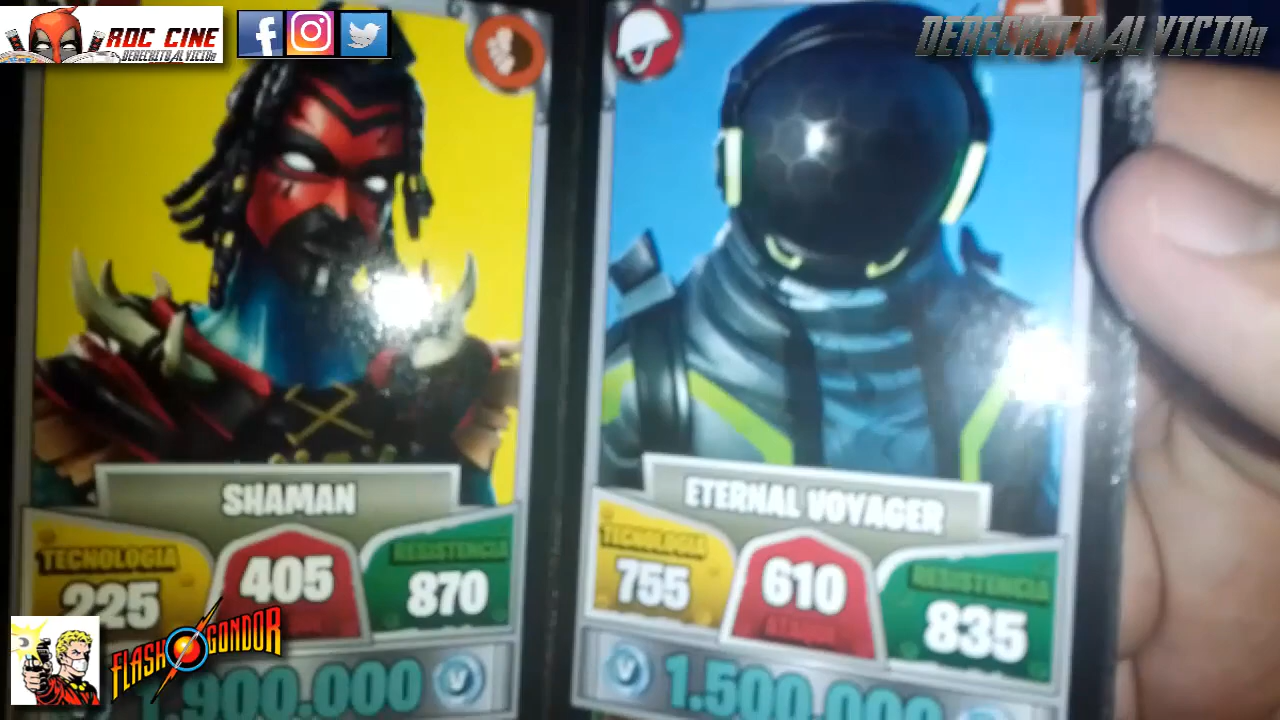 ROC CINE
DERECHITO AL VICIO!!
DERECHITO AL VICIO!!
SHAMAN
TECNOLOGIA
225
405
RESISTENCIA
870
1.900.000
V
ETERNAL VOYAGER
TECNOLOGIA
755
610
ATAQUE
RESISTENCIA
835
V
1.500.000
FLASH GORDOR